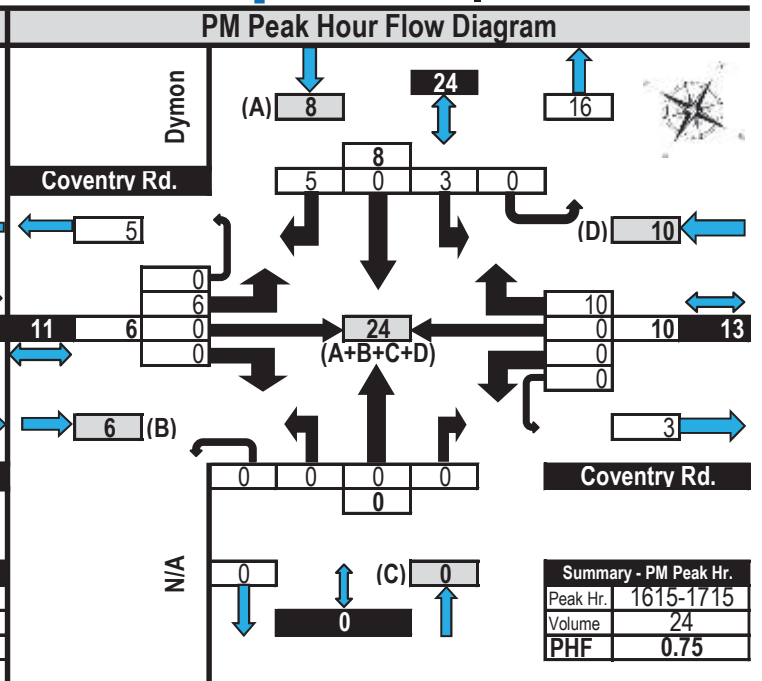 PM Peak Hour Flow Diagram
Dymon
(A) 8
24
16
8
Coventry Rd.
5 0 3 0
5
(D) 10
0
6
11 6 0
0
24
(A+B+C+D)
10
0 10 13
0
0
6 (B)
3
0 0 0 0
0
Coventry Rd.
N/A
0
(C) 0
0
Summary - PM Peak Hr.
Peak Hr. 1615-1715
Volume 24
PHF 0.75